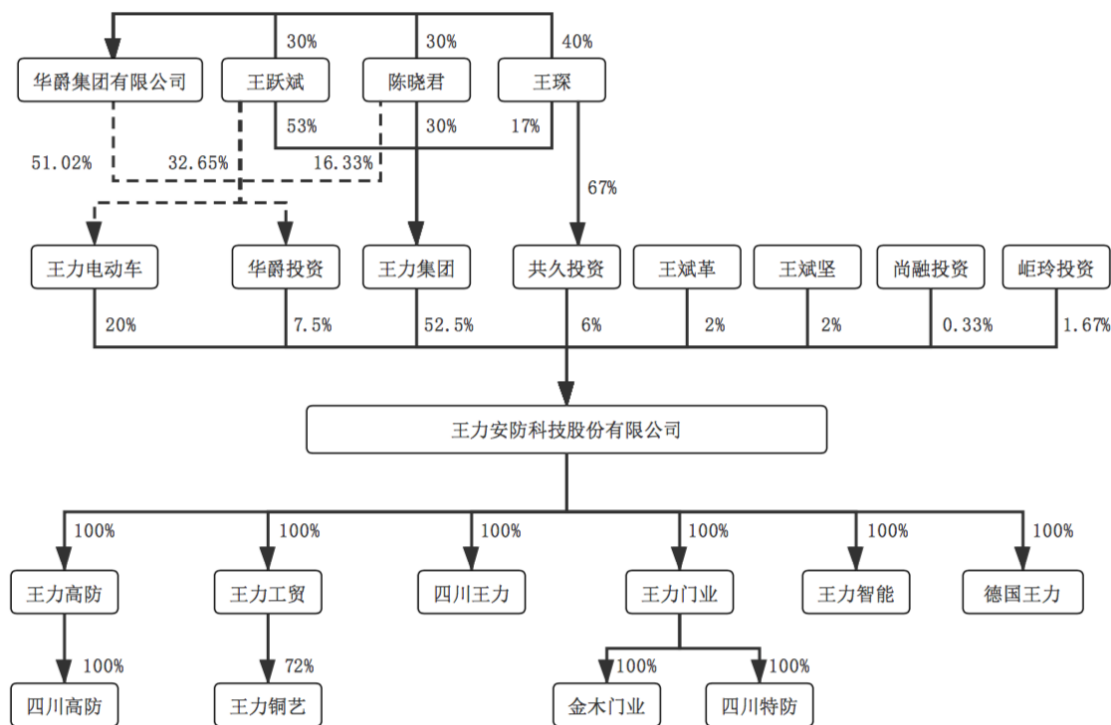 30%
30%
40%
华爵集团有限公司
王跃斌
陈晓君
王琛
53%
30%
17%
51.02%
32.65%
16.33%
67%
王力电动车
华爵投资
王力集团
共久投资
王斌革
王斌坚
尚融投资
岠玲投资
20%
7.5%
52.5%
6%
2%
2%
0.33%
1.67%
王力安防科技股份有限公司
100%
100%
100%
100%
100%
100%
王力高防
王力工贸
四川王力
王力门业
王力智能
德国王力
100%
72%
100%
100%
四川高防
王力铜艺
金木门业
四川特防